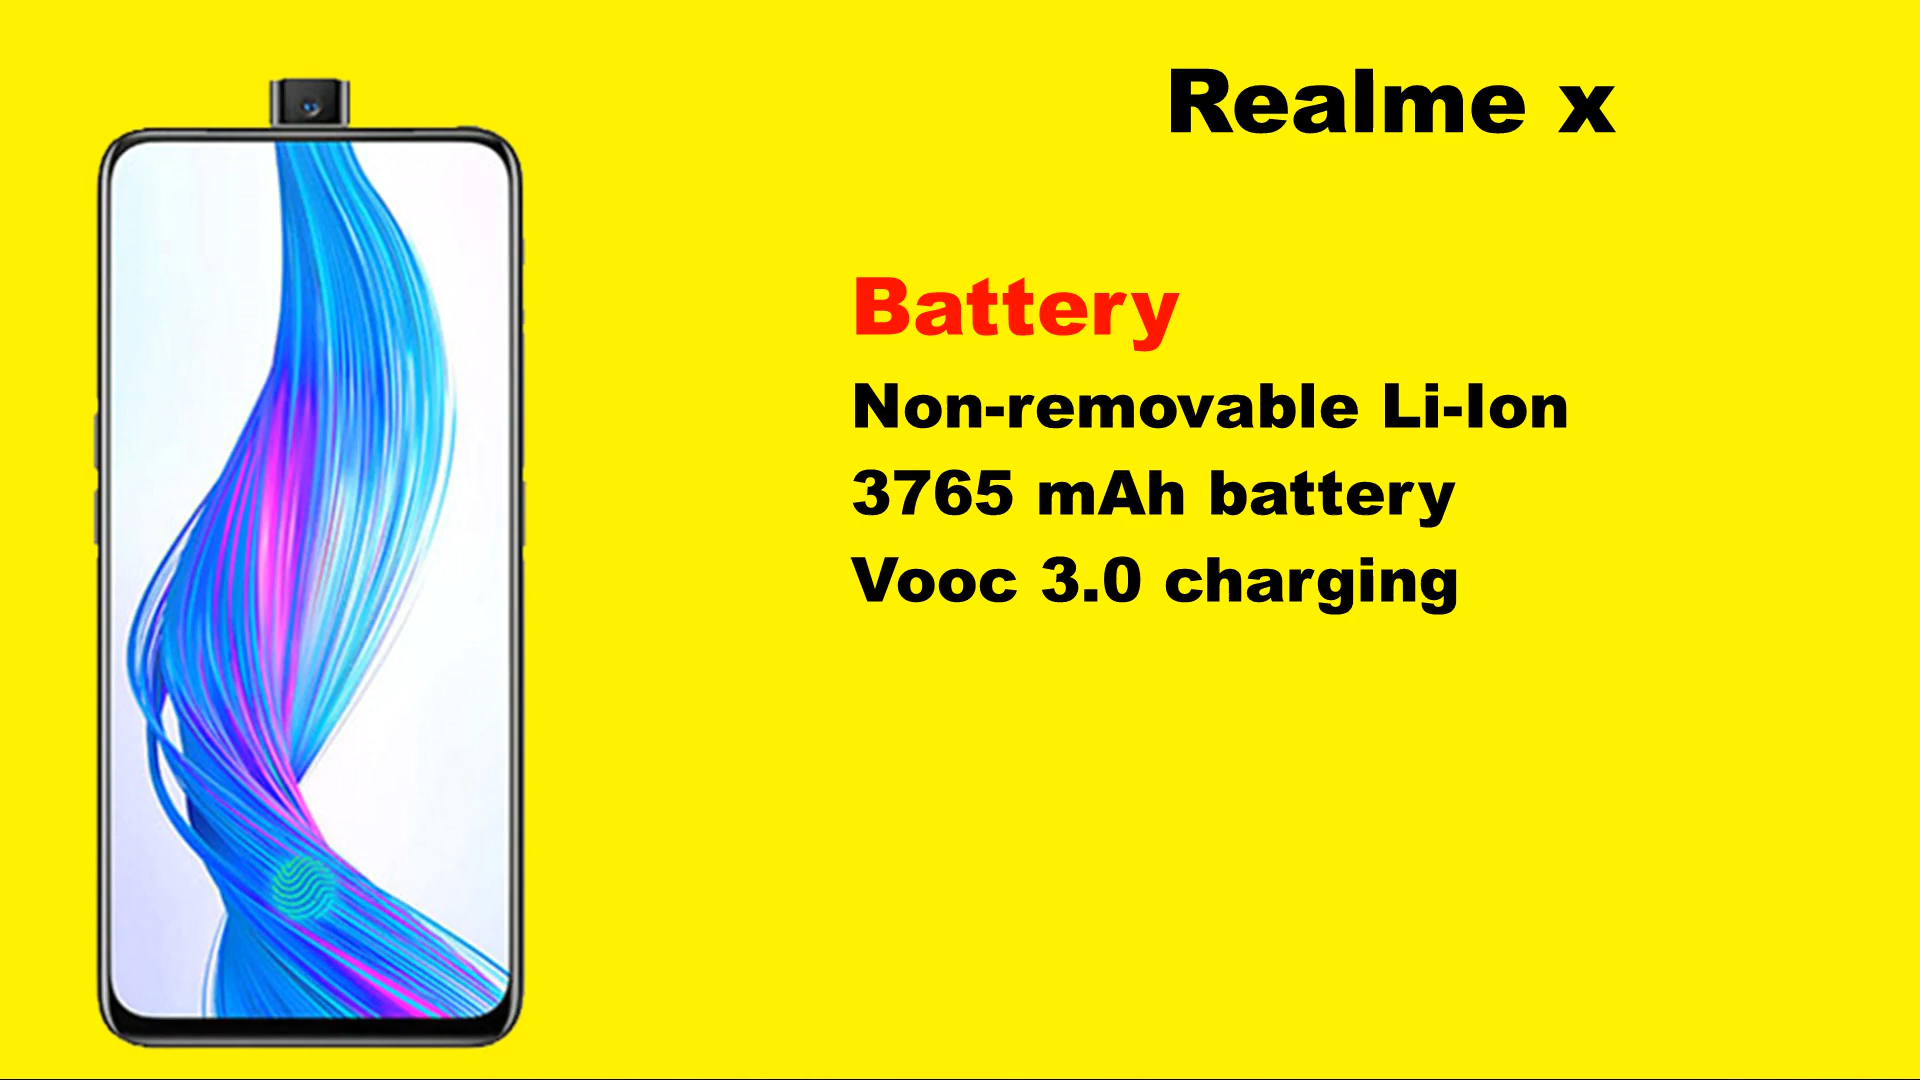 Realme x
Battery
Non-removable Li-Ion
3765 mAh battery
Vooc 3.0 charging